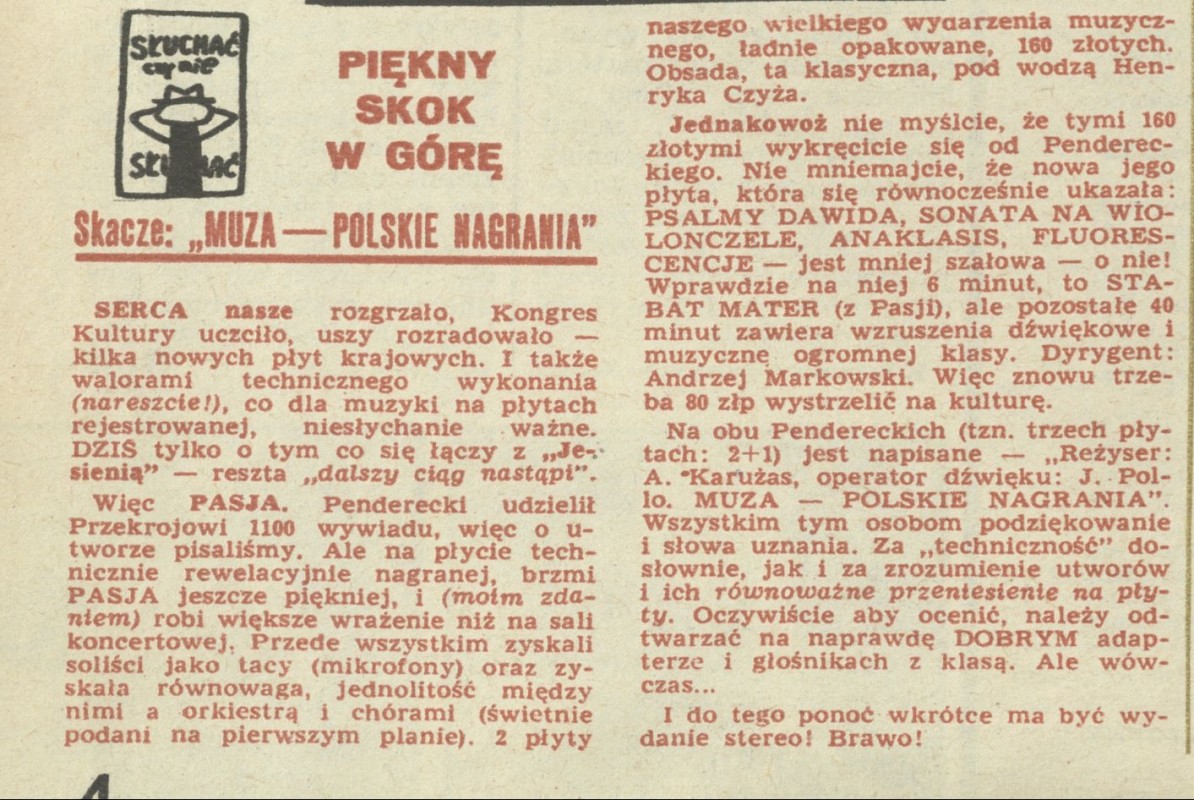 SŁUCHAĆ
czy nie
SŁUCHAĆ
PIĘKNY
SKOK
W GÓRĘ
Skacze: „MUZA — POLSKIE NAGRANIA”
SERCA nasze rozgrzało, Kongres
Kultury uczciło, uszy rozradowało —
kilka nowych płyt krajowych. I także
walorami technicznego wykonania
(nareszcie!), co dla muzyki na płytach
rejestrowanej, niesłychanie ważne.
DZIŚ tylko o tym co się łączy z „Je-
sienią” — reszta „dalszy ciąg nastąpi”.
Więc PASJA. Penderecki udzielił
Przekrojowi 1100 wywiadu, więc o u-
tworze pisaliśmy. Ale na płycie tech-
nicznie rewelacyjnie nagranej, brzmi
PASJA jeszcze piękniej, i (moim zda-
niem) robi większe wrażenie niż na sali
koncertowej. Przede wszystkim zyskali
soliści jako tacy (mikrofony) oraz zy-
skała równowaga, jednolitość między
nimi a orkiestrą i chórami (świetnie
podani na pierwszym planie). 2 płyty
naszego wielkiego wydarzenia muzycz-
nego, ładnie opakowane, 160 złotych.
Obsada, ta klasyczna, pod wodzą Hen-
ryka Czyża.
Jednakowoż nie myślcie, że tymi 160
złotymi wykręcicie się od Penderec-
kiego. Nie mniemajcie, że nowa jego
płyta, która się równocześnie ukazała:
PSALMY DAWIDA, SONATA NA WIO-
LONCZELE, ANAKLASIS, FLUORES-
CENCJE — jest mniej szałowa — o nie!
Wprawdzie na niej 6 minut, to STA-
BAT MATER (z Pasji), ale pozostałe 40
minut zawiera wzruszenia dźwiękowe i
muzyczne ogromnej klasy. Dyrygent:
Andrzej Markowski. Więc znowu trze-
ba 80 złp wystrzelić na kulturę.
Na obu Pendereckich (tzn. trzech pły-
tach: 2+1) jest napisane — „Reżyser:
A. Karużas, operator dźwięku: J. Pol-
lo. MUZA — POLSKIE NAGRANIA”.
Wszystkim tym osobom podziękowanie
i słowa uznania. Za „techniczność” do-
słownie, jak i za zrozumienie utworów
i ich równoważne przeniesienie na pły-
ty. Oczywiście aby ocenić, należy od-
twarzać na naprawdę DOBRYM adap-
terze i głośnikach z klasą. Ale wów-
czas...
I do tego ponoć wkrótce ma być wy-
danie stereo! Brawo!
4